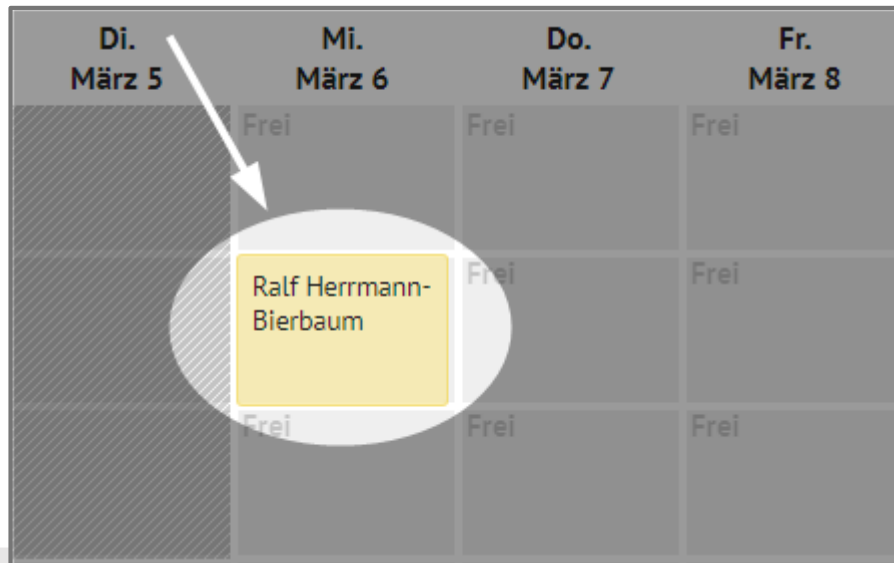 Di.
März 5
Mi.
März 6
Do.
März 7
Fr.
März 8
Frei
Frei
Frei
Ralf Herrmann-
Bierbaum
Frei
Frei
Frei
Frei
Frei